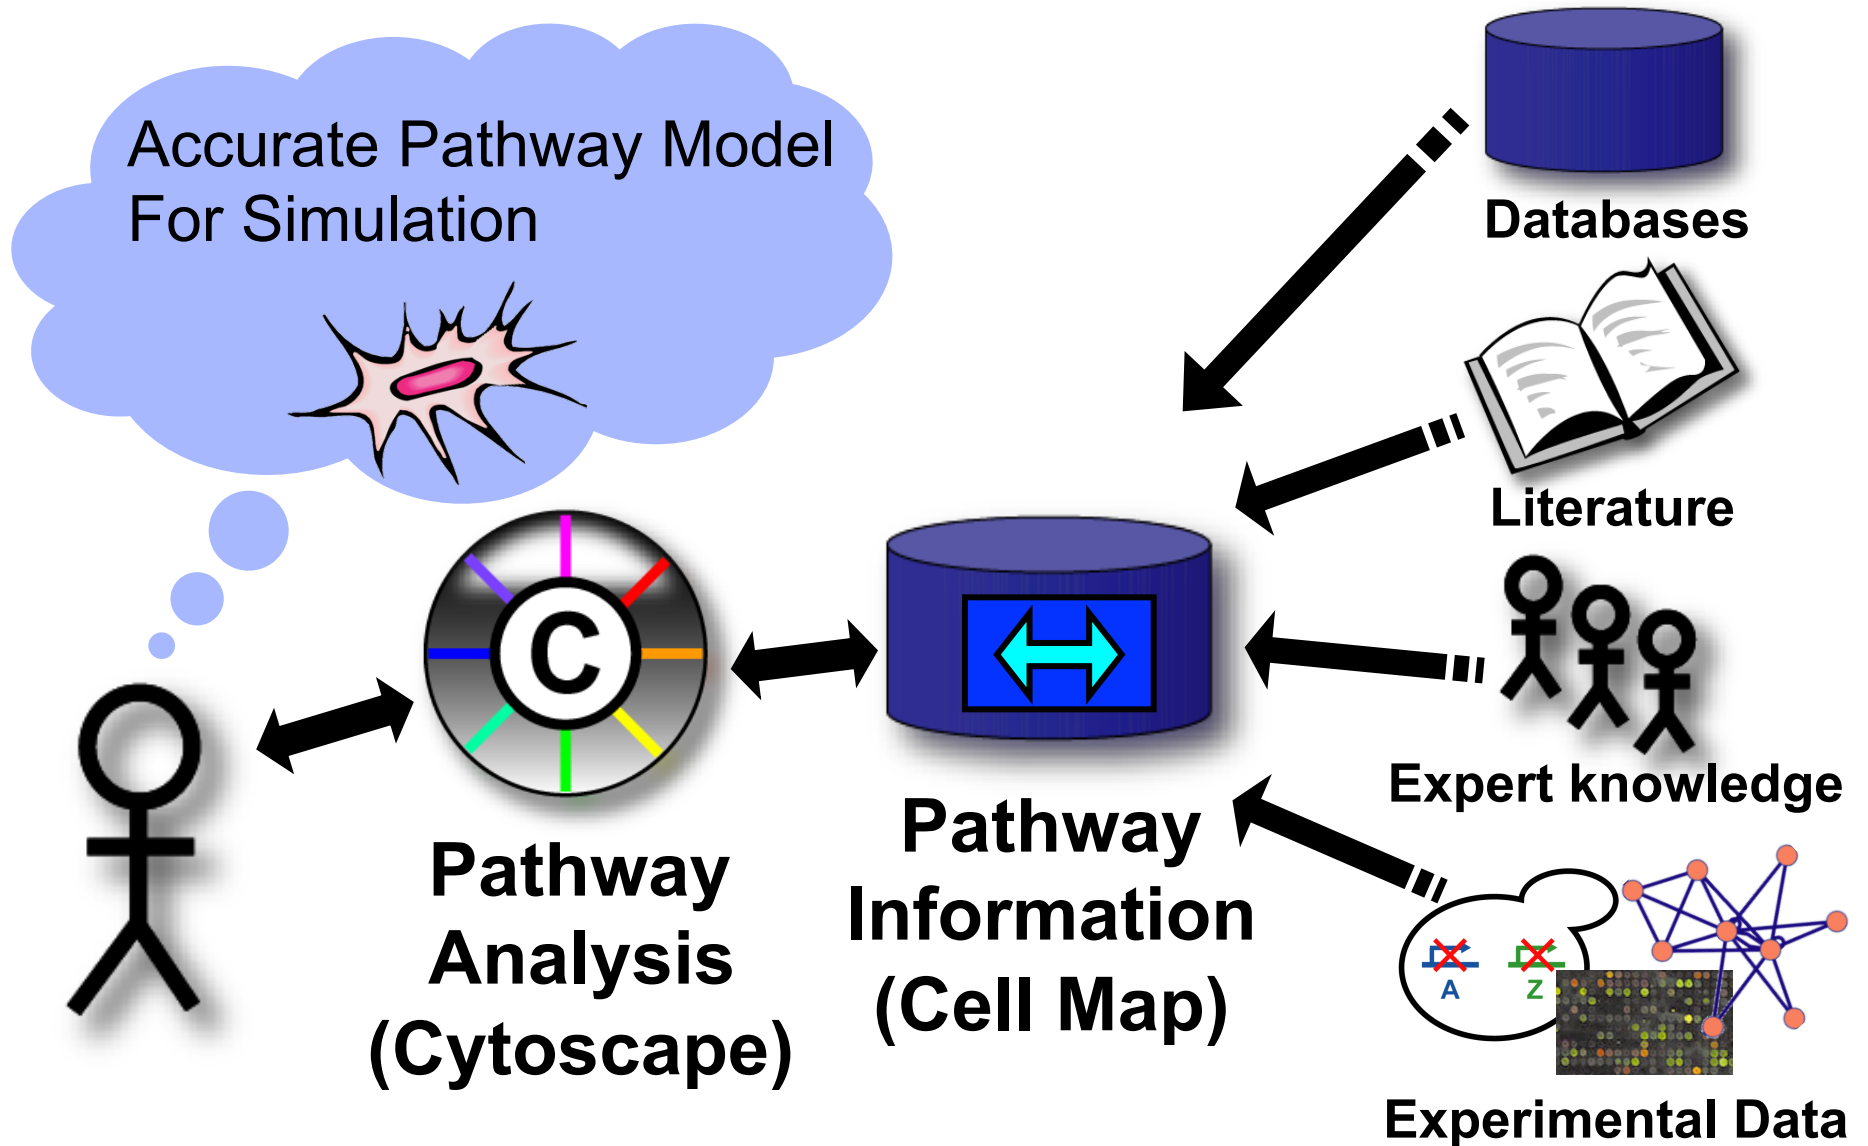 Accurate Pathway Model
For Simulation
Databases
Literature
Expert knowledge
C
Pathway
Analysis
(Cytoscape)
Pathway
Information
(Cell Map)
A
Z
Experimental Data